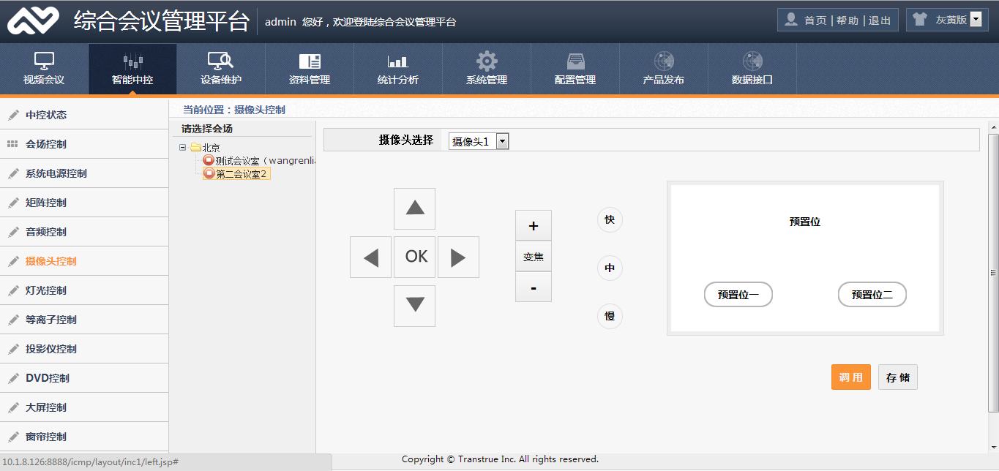 综合会议管理平台
admin 您好，欢迎登陆综合会议管理平台
首页 | 帮助 | 退出
灰黄版
视频会议 智能中控 设备维护 资料管理 统计分析 系统管理 配置管理 产品发布 数据接口
当前位置：摄像头控制
中控状态
会场控制
系统电源控制
矩阵控制
音频控制
摄像头控制
灯光控制
等离子控制
投影仪控制
DVD控制
大屏控制
窗帘控制
请选择会场
北京
测试会议室（wangrenlia
第二会议室2
摄像头选择 摄像头1
OK
+
变焦
-
快
中
慢
预置位
预置位一 预置位二
调 用 存 储
Copyright © Transtrue Inc. All rights reserved.
10.1.8.126:8888/icmp/layout/inc1/left.jsp#